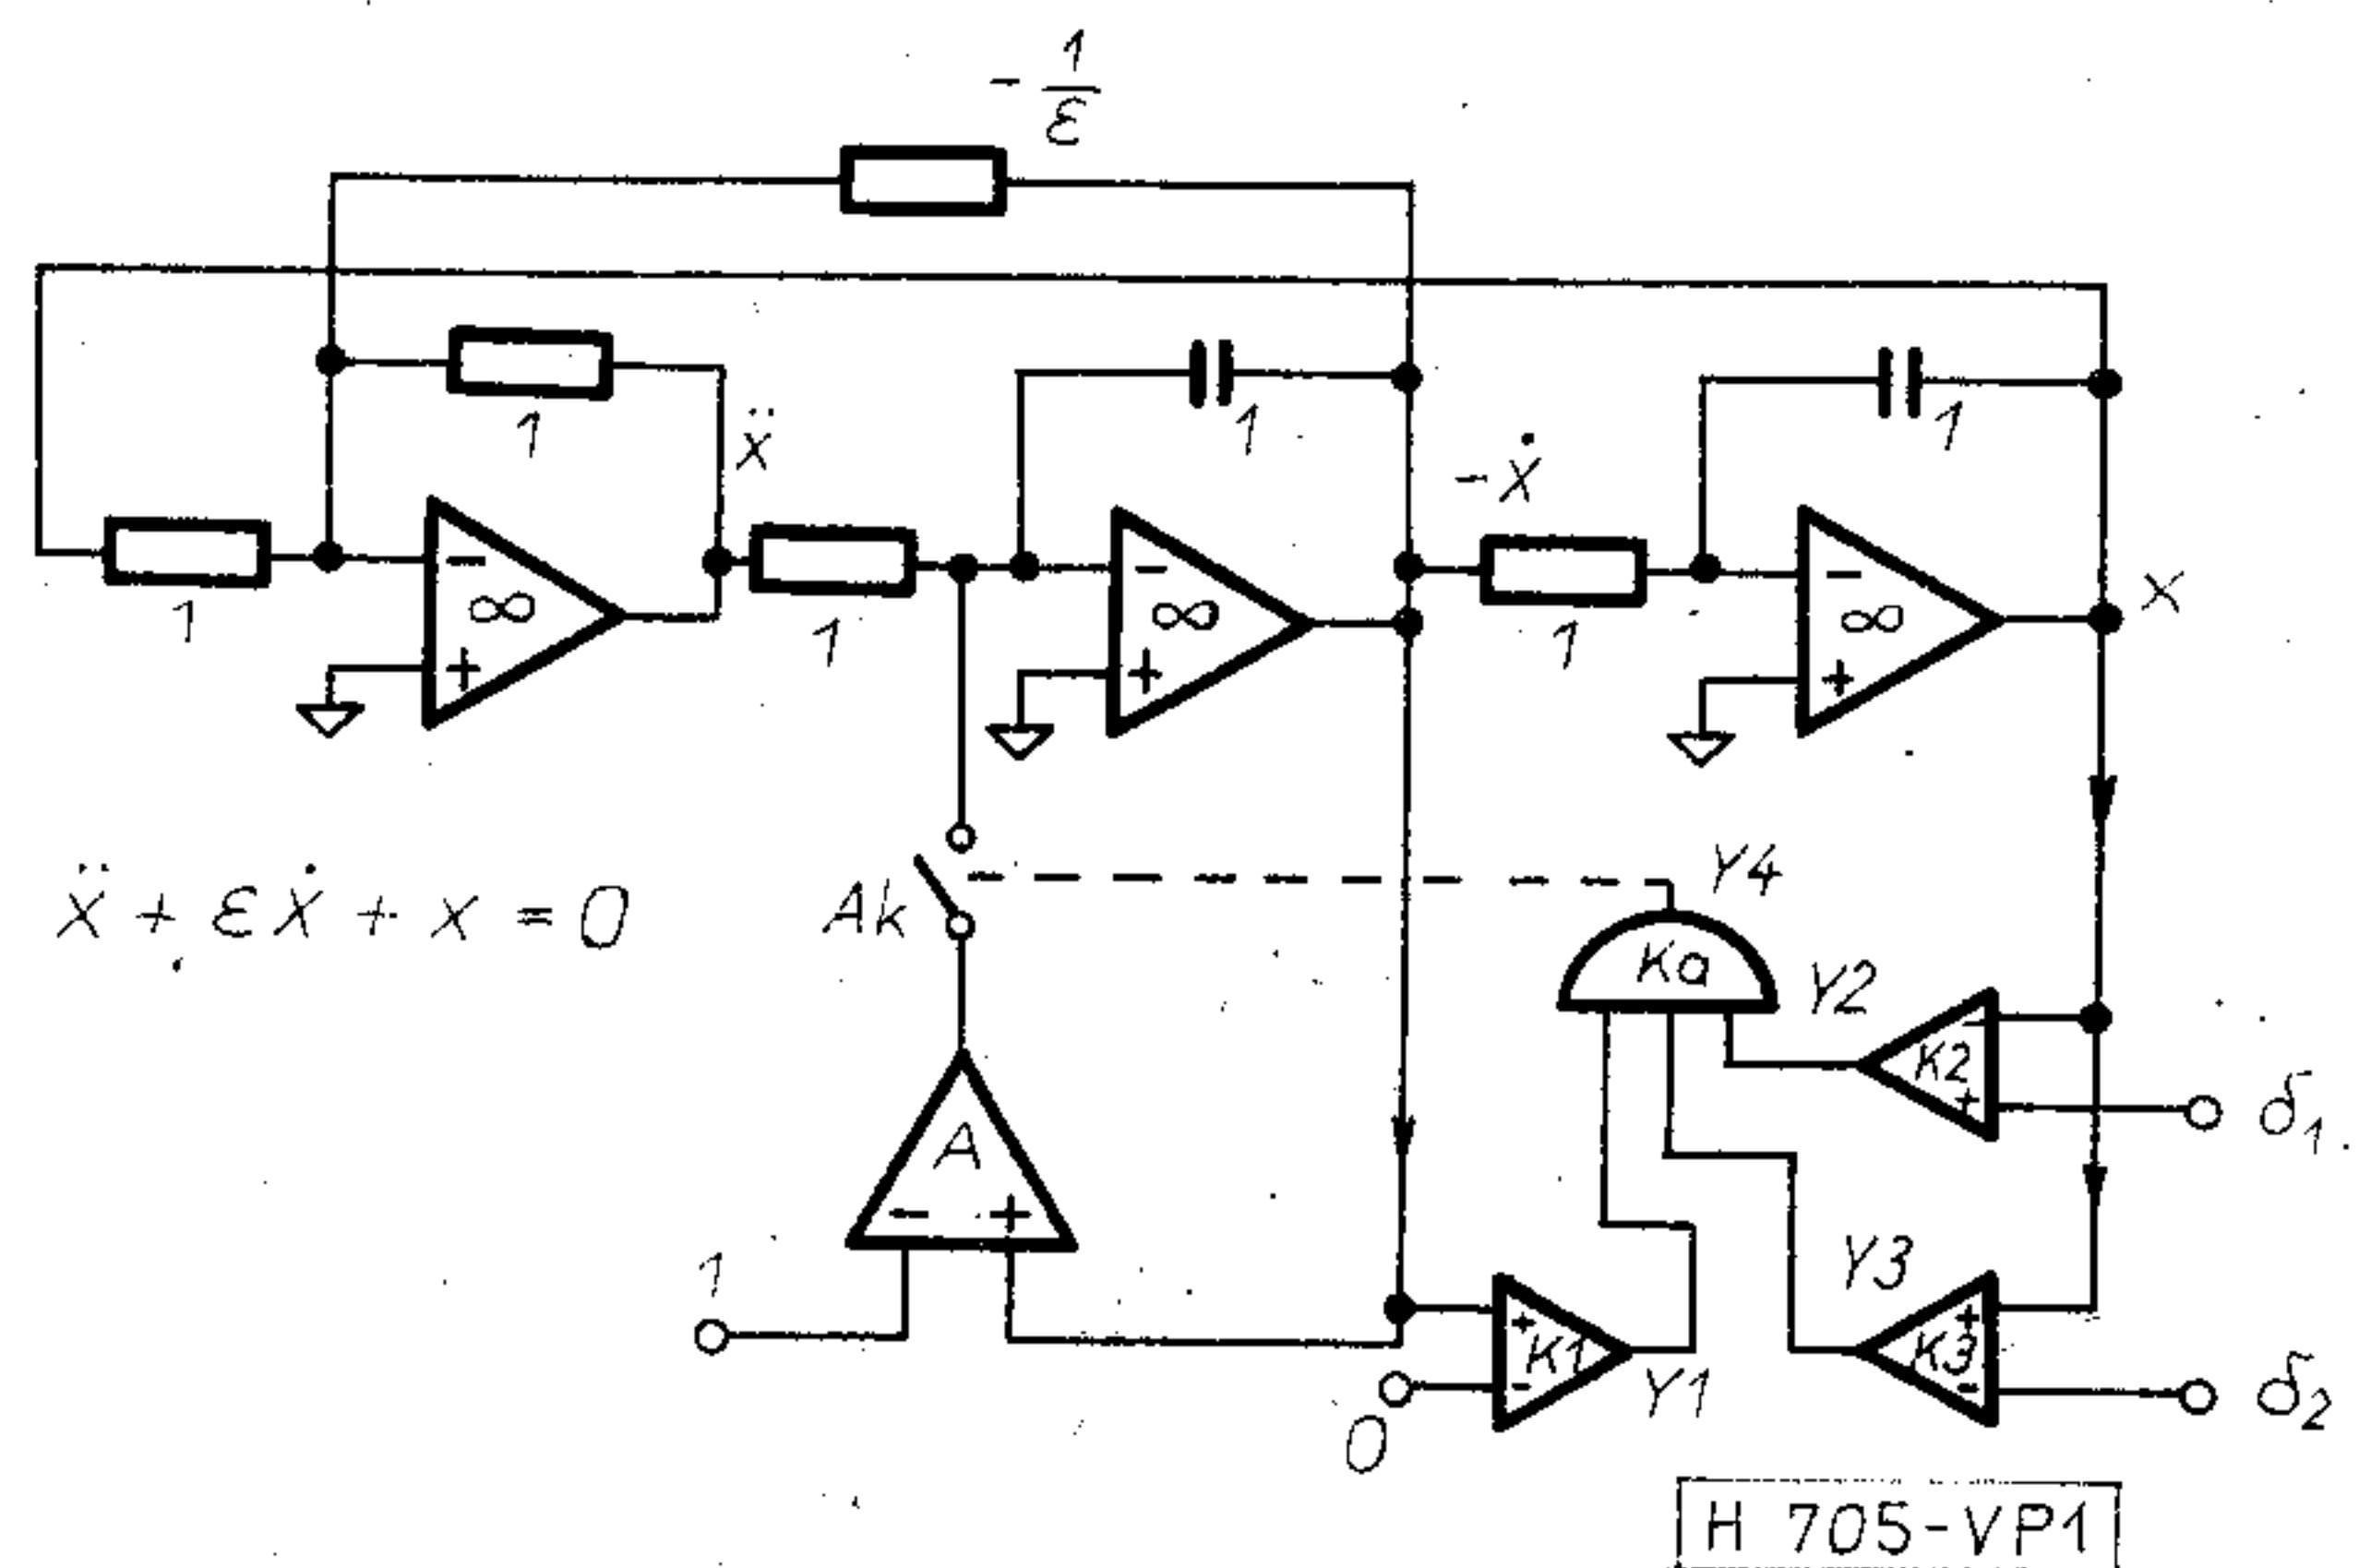 - 1/ε
1
ẍ
1
1
-ẋ
1
- ∞ +
1
- ∞ +
1
- ∞ +
x
1
ẍ + εẋ + x = 0
Ak
Y4
Ka
Y2
- K2 +
δ1
A
- +
1
Y3
+ K3 -
δ2
+ K1 -
Y1
0
H 705-VP1